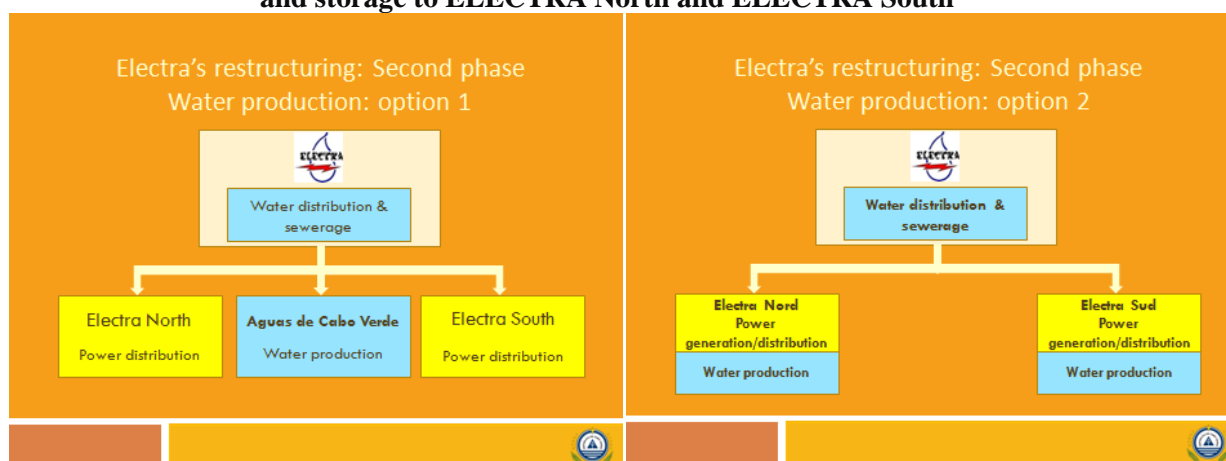 and storage to ELECTRA North and ELECTRA South
Electra's restructuring: Second phase
Water production: option 1
ELECTRA
Water distribution &
sewerage
Electra North
Power distribution
Aguas de Cabo Verde
Water production
Electra South
Power distribution
Electra's restructuring: Second phase
Water production: option 2
ELECTRA
Water distribution &
sewerage
Electra Nord
Power
generation/distribution
Water production
Electra Sud
Power
generation/distribution
Water production